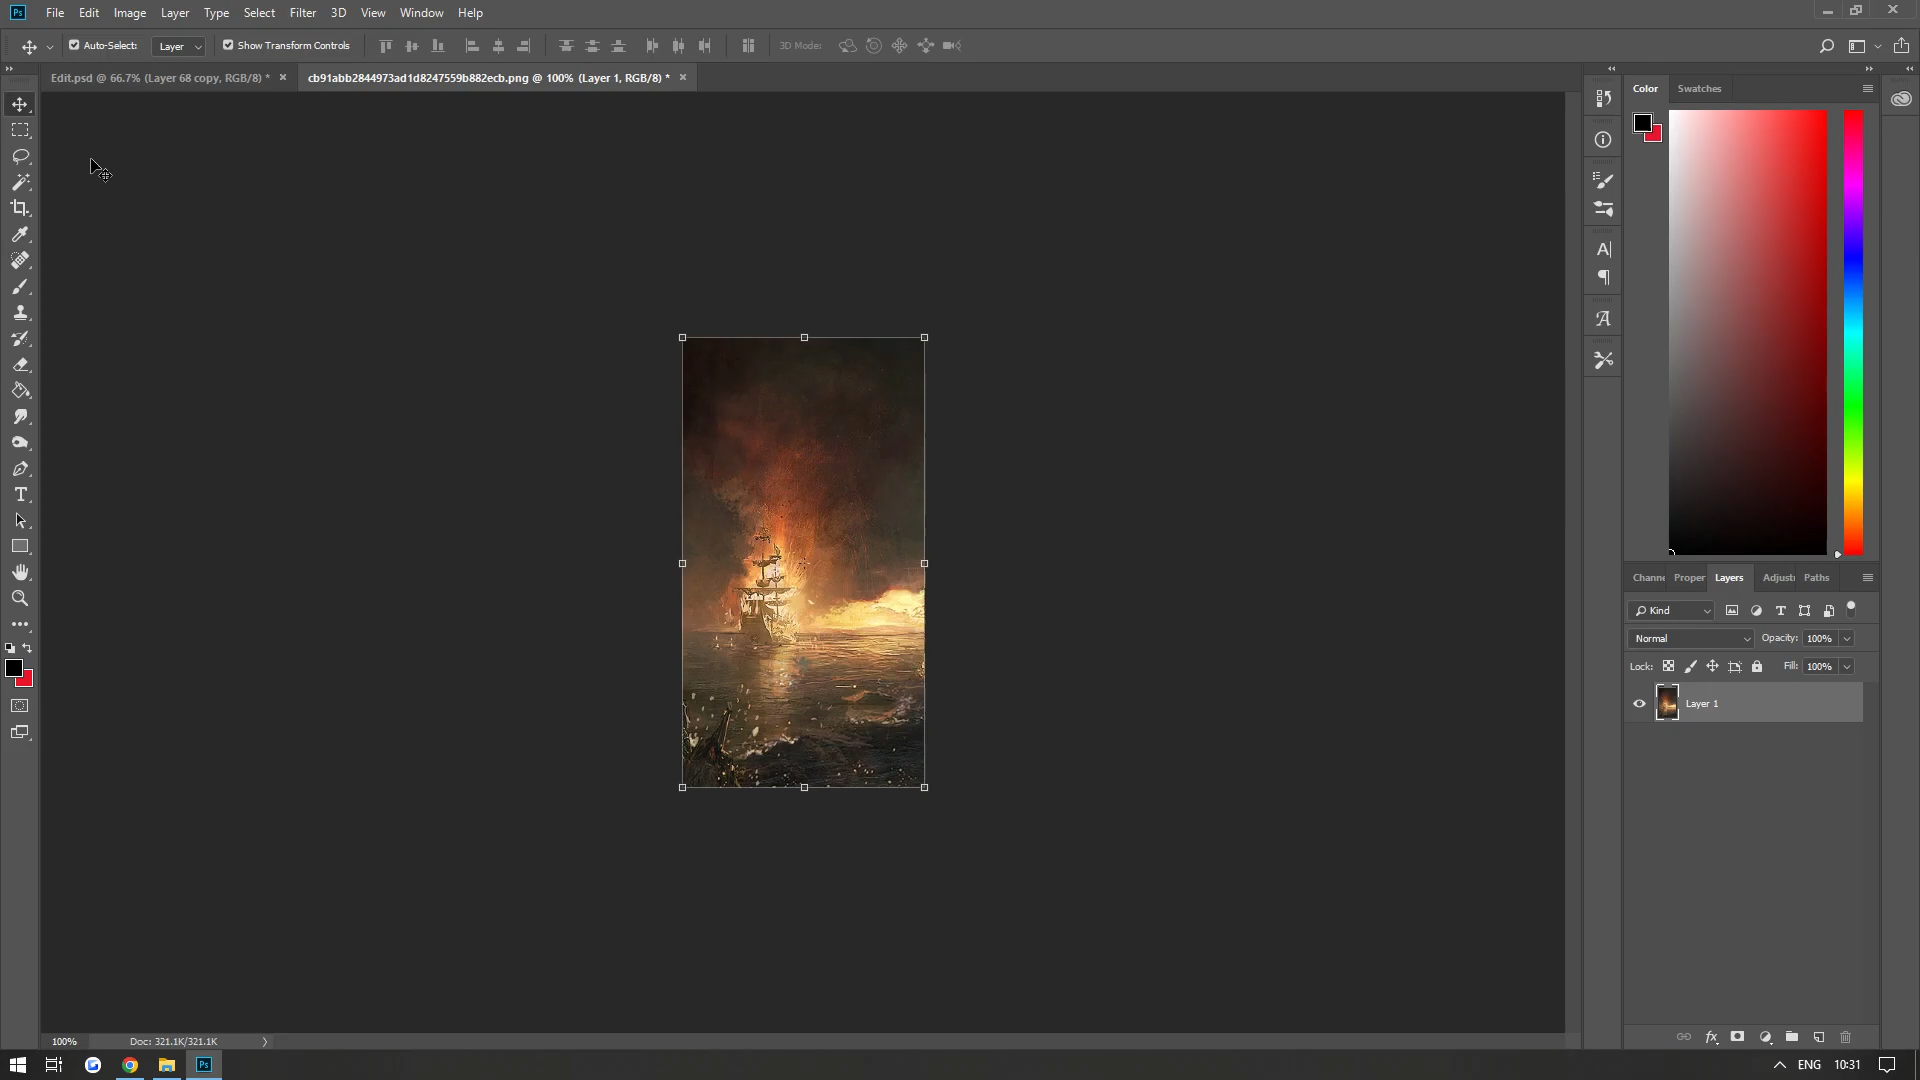 Ps File Edit Image Layer Type Select Filter 3D View Window Help
Auto-Select: Layer Show Transform Controls 3D Mode:
Edit.psd @ 66.7% (Layer 68 copy, RGB/8) * × cb91abb2844973ad1d8247559b882ecb.png @ 100% (Layer 1, RGB/8) * ×
Color Swatches
Channe Proper Layers Adjusti Paths
Kind
Normal Opacity: 100%
Lock: Fill: 100%
Layer 1
100% Doc: 321.1K/321.1K
Ps ENG 10:31